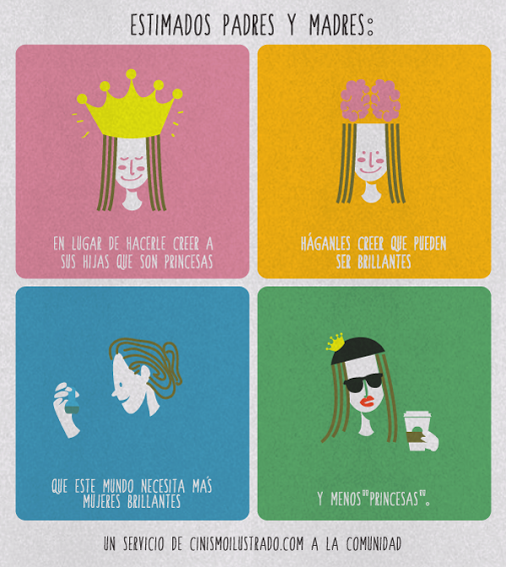 ESTIMADOS PADRES Y MADRES:
EN LUGAR DE HACERLE CREER A
SUS HIJAS QUE SON PRINCESAS
HÁGANLES CREER QUE PUEDEN
SER BRILLANTES
QUE ESTE MUNDO NECESITA MÁS
MUJERES BRILLANTES
Y MENOS "PRINCESAS".
UN SERVICIO DE CINISMOILUSTRADO.COM A LA COMUNIDAD